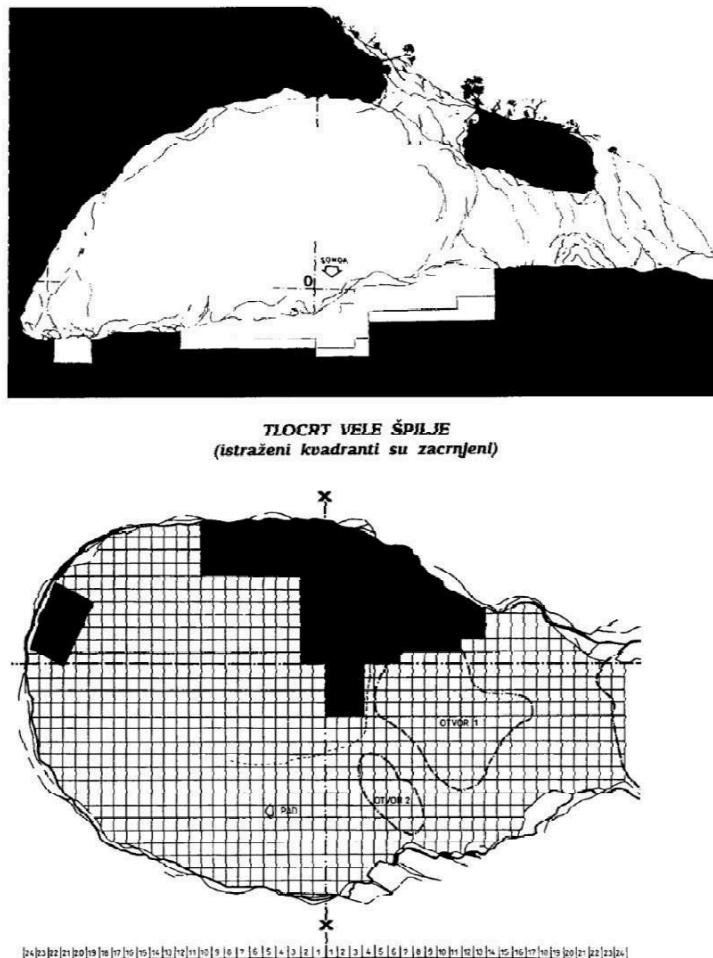 SONDA
0
TLOCRT VELE ŠPILJE
(istraženi kvadranti su zacrnjeni)
X
OTVOR 1
OTVOR 2
PAD
X
24 23 22 21 20 19 18 17 16 15 14 13 12 11 10 9 8 7 6 5 4 3 2 1 1 2 3 4 5 6 7 8 9 10 11 12 13 14 15 16 17 18 19 20 21 22 23 24